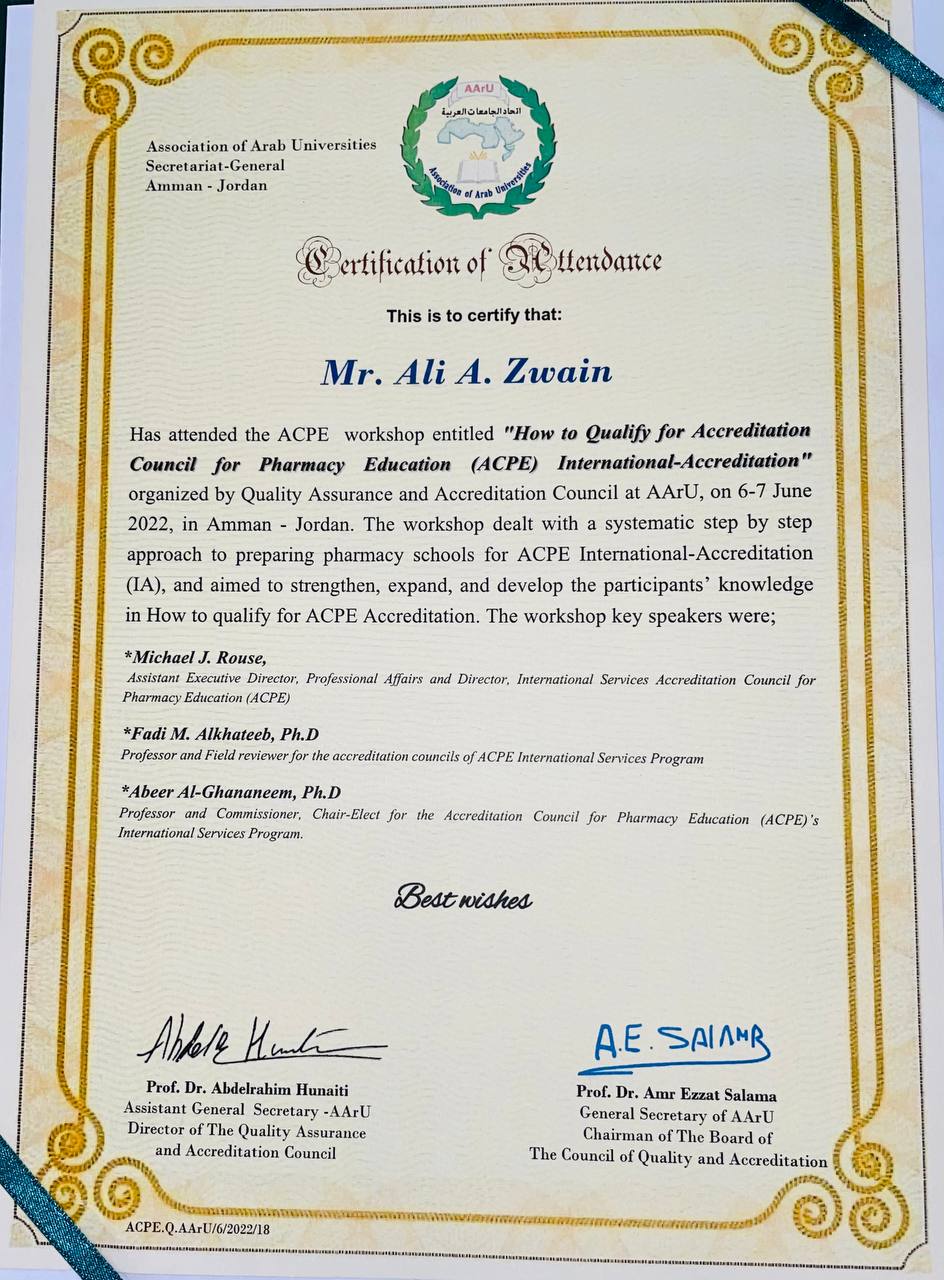 Association of Arab Universities
Secretariat-General
Amman - Jordan
AArU
اتحاد الجامعات العربية
Association of Arab Universities
Certification of Attendance
This is to certify that:
Mr. Ali A. Zwain
Has attended the ACPE workshop entitled "How to Qualify for Accreditation
Council for Pharmacy Education (ACPE) International-Accreditation"
organized by Quality Assurance and Accreditation Council at AArU, on 6-7 June
2022, in Amman - Jordan. The workshop dealt with a systematic step by step
approach to preparing pharmacy schools for ACPE International-Accreditation
(IA), and aimed to strengthen, expand, and develop the participants’ knowledge
in How to qualify for ACPE Accreditation. The workshop key speakers were;
*Michael J. Rouse,
Assistant Executive Director, Professional Affairs and Director, International Services Accreditation Council for
Pharmacy Education (ACPE)
*Fadi M. Alkhateeb, Ph.D
Professor and Field reviewer for the accreditation councils of ACPE International Services Program
*Abeer Al-Ghananeem, Ph.D
Professor and Commissioner, Chair-Elect for the Accreditation Council for Pharmacy Education (ACPE)'s
International Services Program.
Best wishes
A.E. SALAMA
Prof. Dr. Abdelrahim Hunaiti
Assistant General Secretary -AArU
Director of The Quality Assurance
and Accreditation Council
Prof. Dr. Amr Ezzat Salama
General Secretary of AArU
Chairman of The Board of
The Council of Quality and Accreditation
ACPE.Q.AArU/6/2022/18